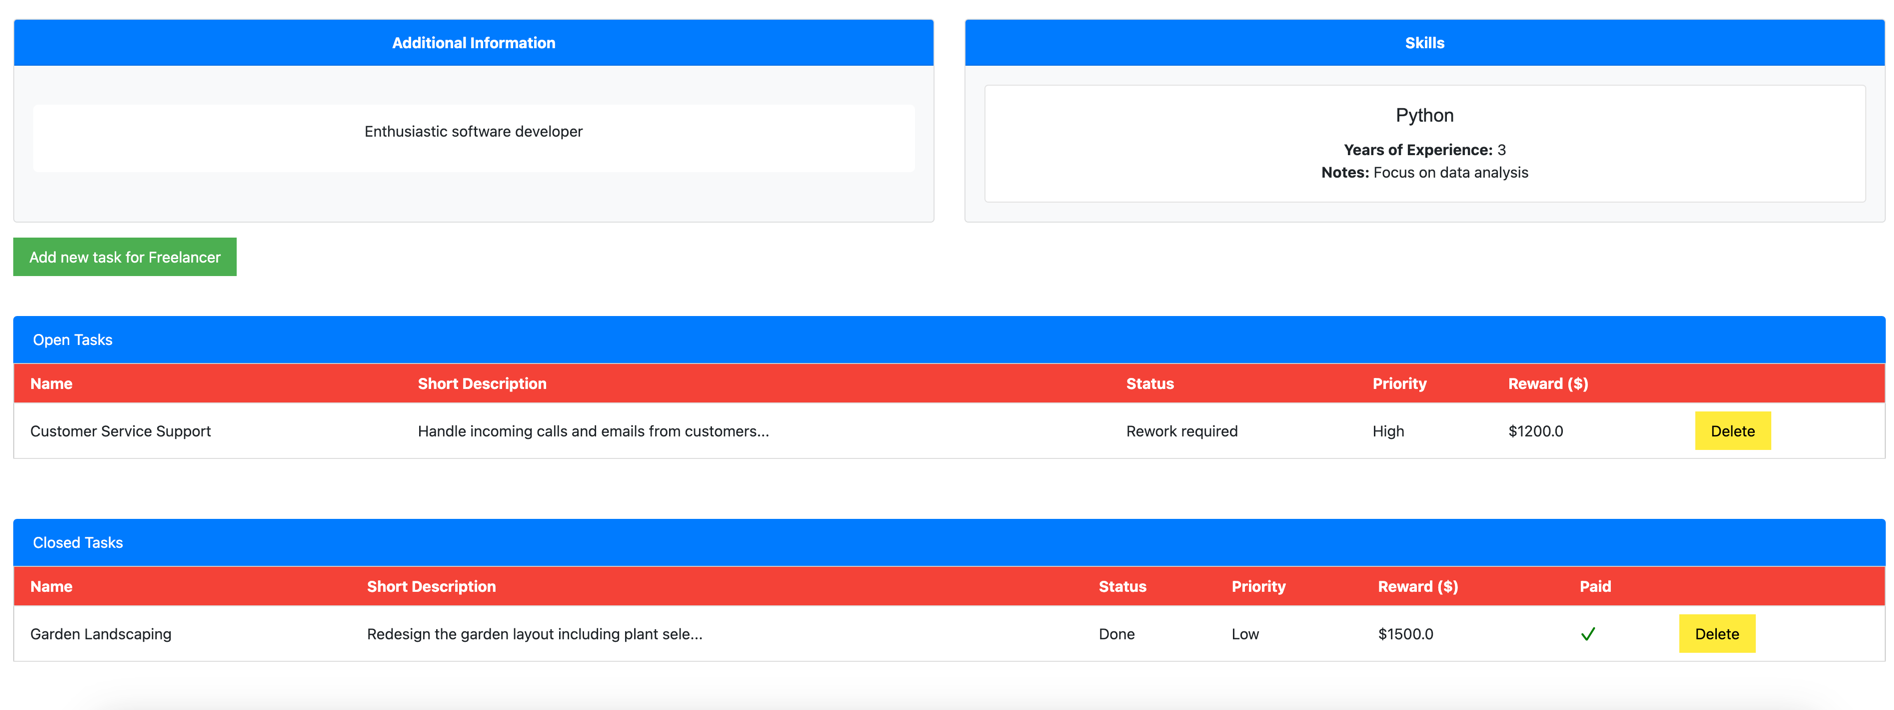 Additional Information
Enthusiastic software developer
Skills
Python
Years of Experience: 3
Notes: Focus on data analysis
Add new task for Freelancer
Open Tasks
Name Short Description Status Priority Reward ($)
Customer Service Support Handle incoming calls and emails from customers... Rework required High $1200.0 Delete
Closed Tasks
Name Short Description Status Priority Reward ($) Paid
Garden Landscaping Redesign the garden layout including plant sele... Done Low $1500.0 ✓ Delete